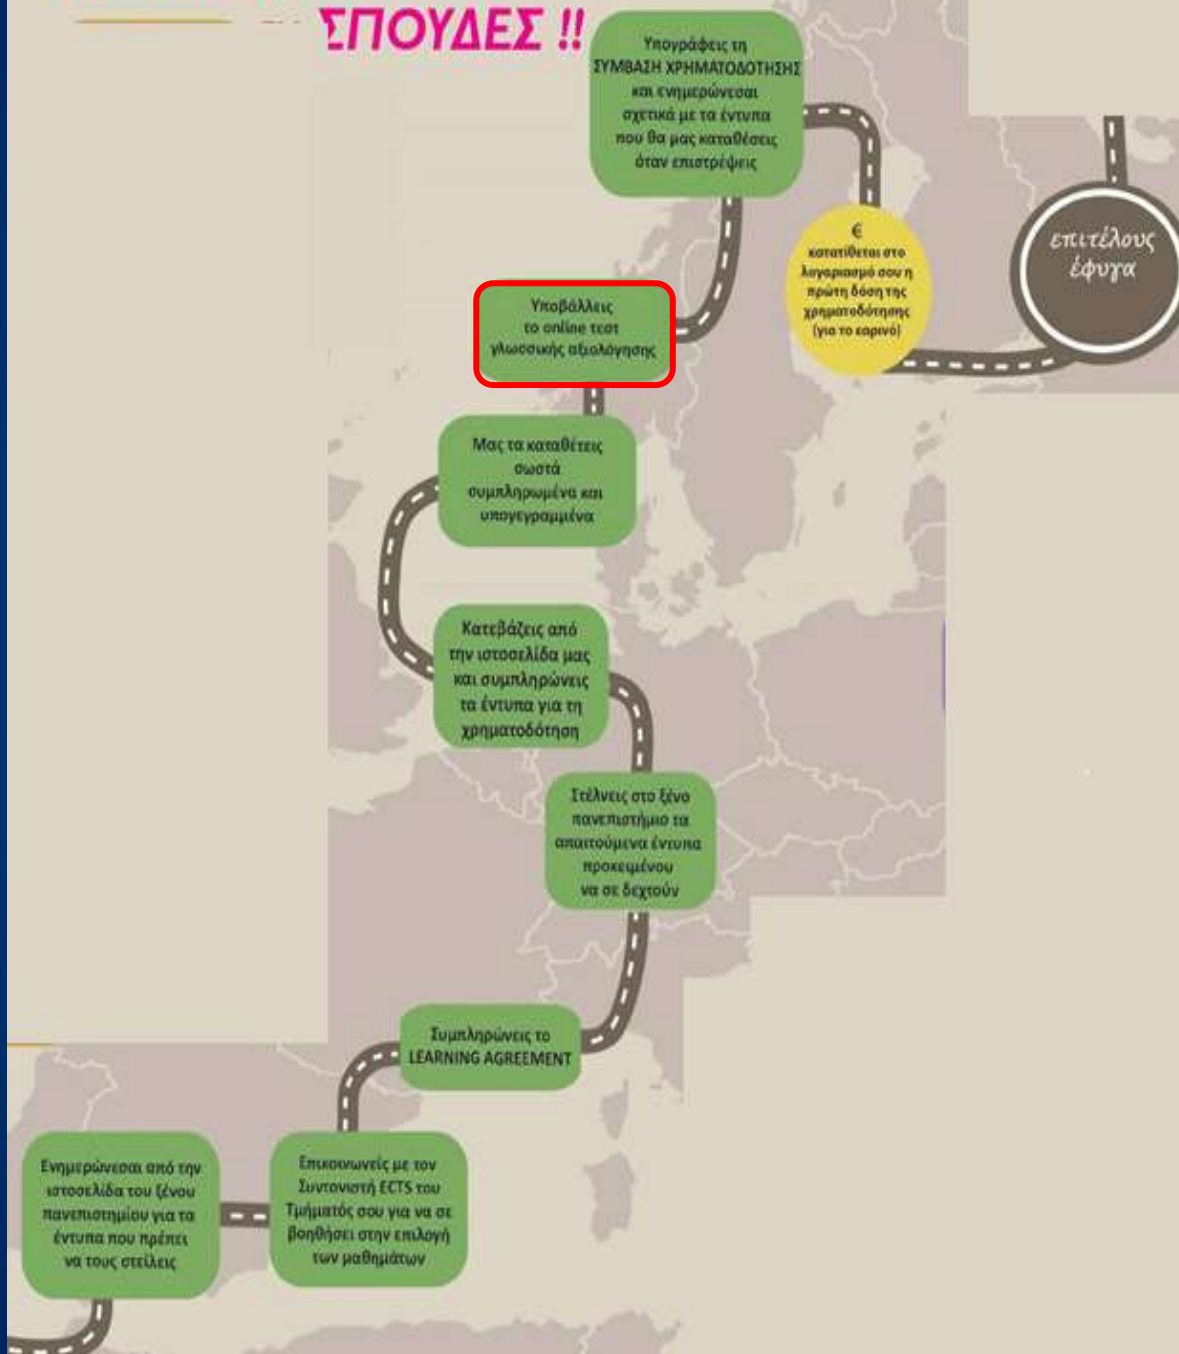 ΣΠΟΥΔΕΣ !!
Υπογράφεις τη
ΣΥΜΒΑΣΗ ΧΡΗΜΑΤΟΔΟΤΗΣΗΣ
και ενημερώνεσαι
σχετικά με τα έντυπα
που θα μας καταθέσεις
όταν επιστρέψεις
€
κατατίθεται στο
λογαριασμό σου η
πρώτη δόση της
χρηματοδότησης
(για το εαρινό)
επιτέλους
έφυγα
Υποβάλλεις
το online τεστ
γλωσσικής αξιολόγησης
Μας τα καταθέτεις
σωστά
συμπληρωμένα και
υπογεγραμμένα
Κατεβάζεις από
την ιστοσελίδα μας
και συμπληρώνεις
τα έντυπα για τη
χρηματοδότηση
Στέλνεις στο ξένο
πανεπιστήμιο τα
απαιτούμενα έντυπα
προκειμένου
να σε δεχτούν
Συμπληρώνεις το
LEARNING AGREEMENT
Ενημερώνεσαι από την
ιστοσελίδα του ξένου
πανεπιστημίου για τα
έντυπα που πρέπει
να τους στείλεις
Επικοινωνείς με τον
Συντονιστή ECTS του
Τμήματός σου για να σε
βοηθήσει στην επιλογή
των μαθημάτων